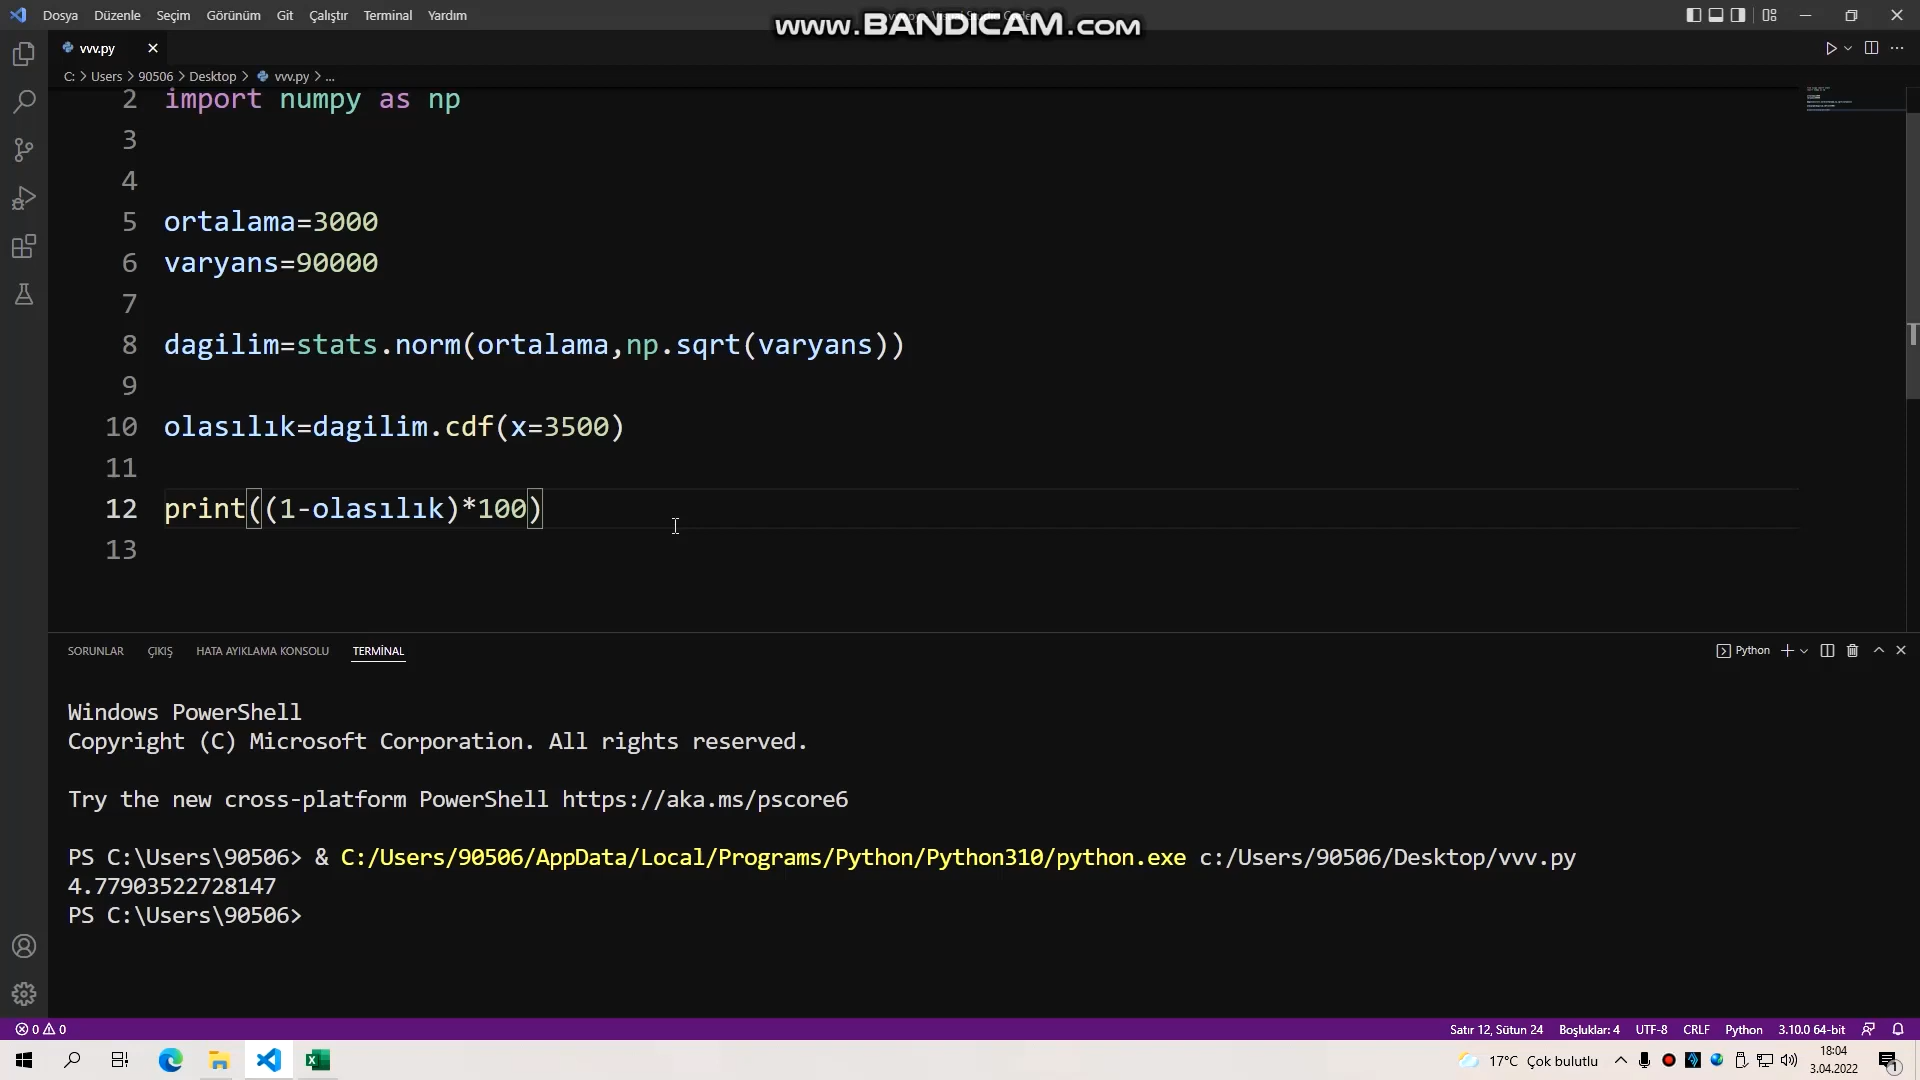 Dosya Düzenle Seçim Görünüm Git Çalıştır Terminal Yardım
www.BANDICAM.com
vvv.py
C: > Users > 90506 > Desktop > vvv.py > ...
2 import numpy as np
3
4
5 ortalama=3000
6 varyans=90000
7
8 dagilim=stats.norm(ortalama,np.sqrt(varyans))
9
10 olasılık=dagilim.cdf(x=3500)
11
12 print((1-olasılık)*100)
13
SORUNLAR ÇIKIŞ HATA AYIKLAMA KONSOLU TERMİNAL Python
Windows PowerShell
Copyright (C) Microsoft Corporation. All rights reserved.
Try the new cross-platform PowerShell https://aka.ms/pscore6
PS C:\Users\90506> & C:/Users/90506/AppData/Local/Programs/Python/Python310/python.exe c:/Users/90506/Desktop/vvv.py
4.77903522728147
PS C:\Users\90506>
0 0 Satır 12, Sütun 24 Boşluklar: 4 UTF-8 CRLF Python 3.10.0 64-bit
17°C Çok bulutlu 18:04
3.04.2022 1